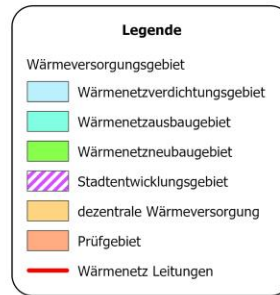 Legende
Wärmeversorgungsgebiet
Wärmenetzverdichtungsgebiet
Wärmenetzausbaugebiet
Wärmenetzneubaugebiet
Stadtentwicklungsgebiet
dezentrale Wärmeversorgung
Prüfgebiet
Wärmenetz Leitungen